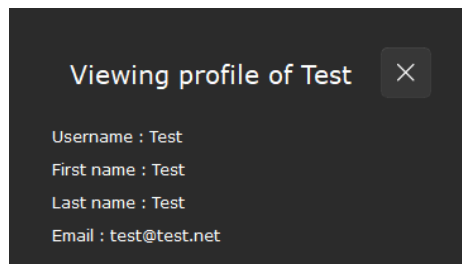 Viewing profile of Test
Username : Test
First name : Test
Last name : Test
Email : test@test.net